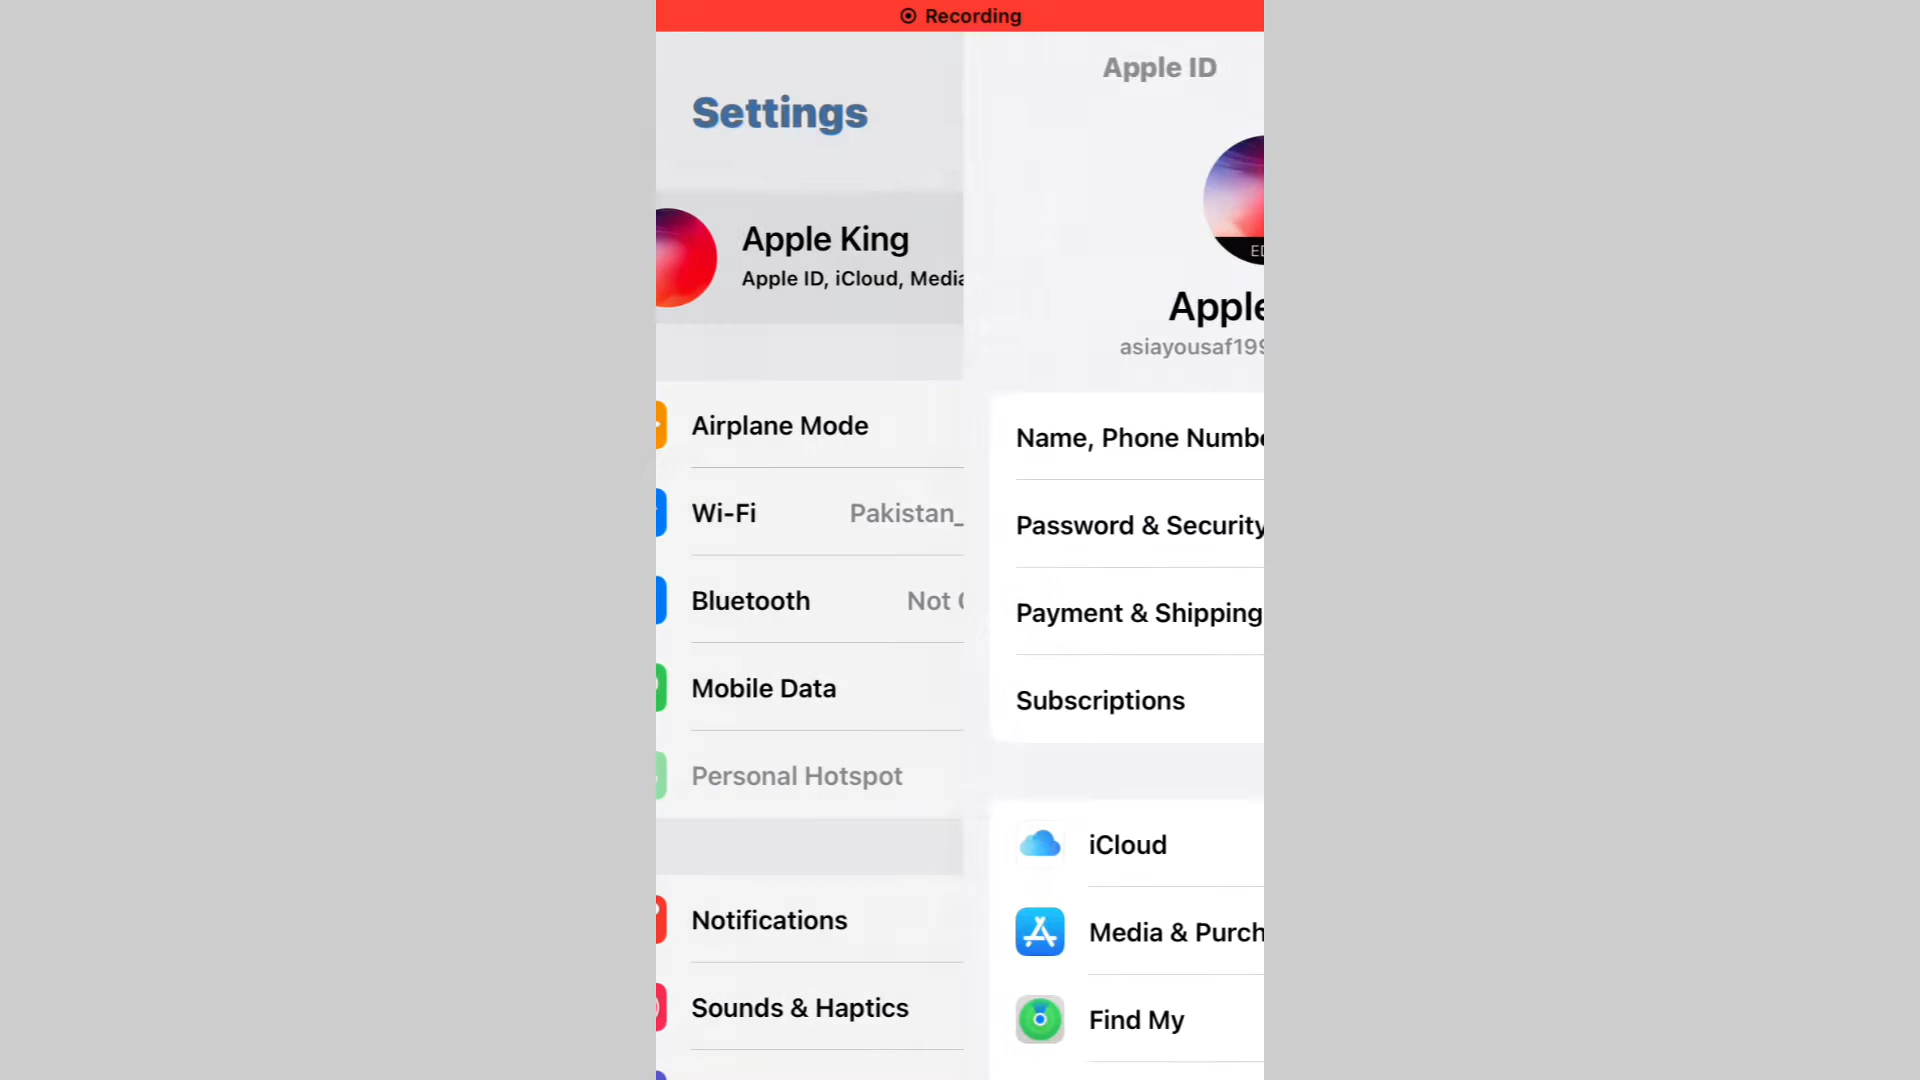 Recording
Settings
Apple King
Apple ID, iCloud, Media
Airplane Mode
Wi-Fi Pakistan_
Bluetooth Not
Mobile Data
Personal Hotspot
Notifications
Sounds & Haptics
Apple ID
Apple
asiayousaf199
Name, Phone Numbe
Password & Security
Payment & Shipping
Subscriptions
iCloud
Media & Purch
Find My